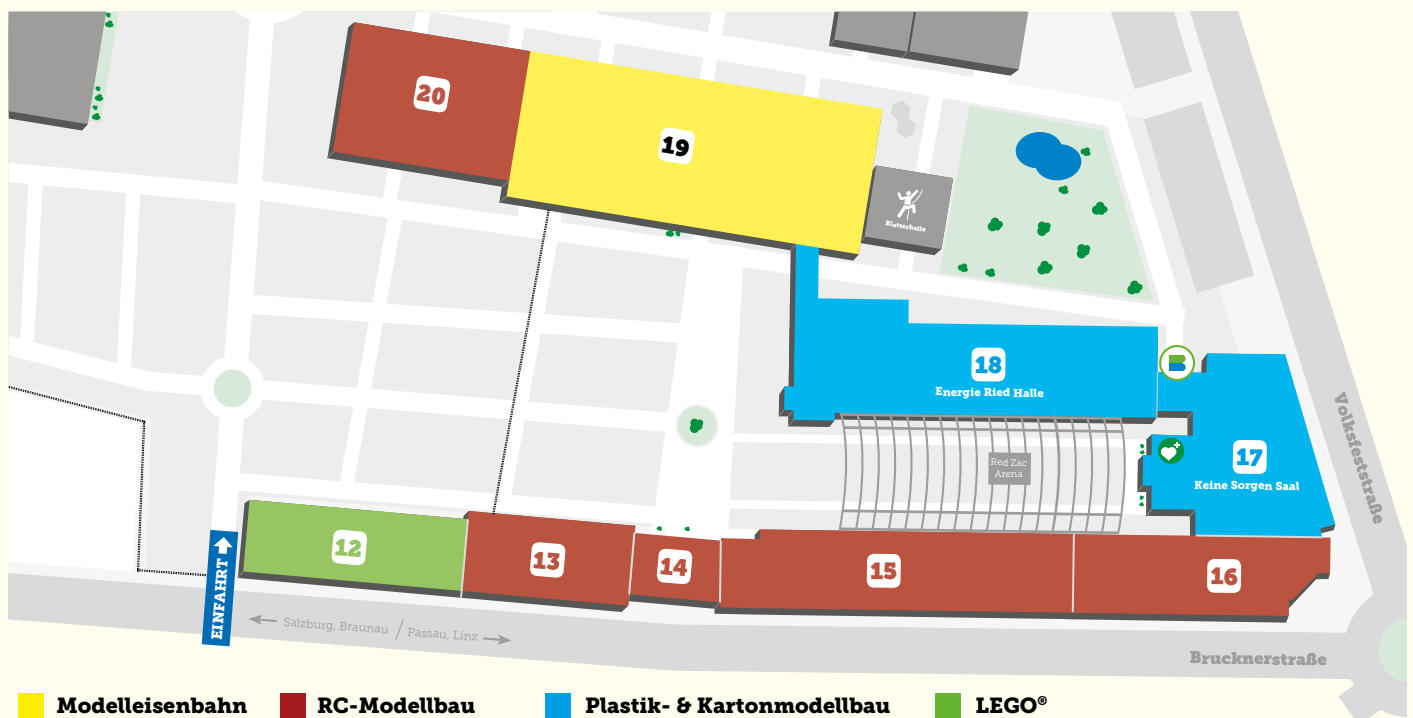 20
19
Kletterhalle
18
Energie Ried Halle
B
Volksfeststraße
17
Keine Sorgen Saal
Red Zac
Arena
12
13
14
15
16
EINFAHRT
Salzburg, Braunau / Passau, Linz
Brucknerstraße
Modelleisenbahn
RC-Modellbau
Plastik- & Kartonmodellbau
LEGO®